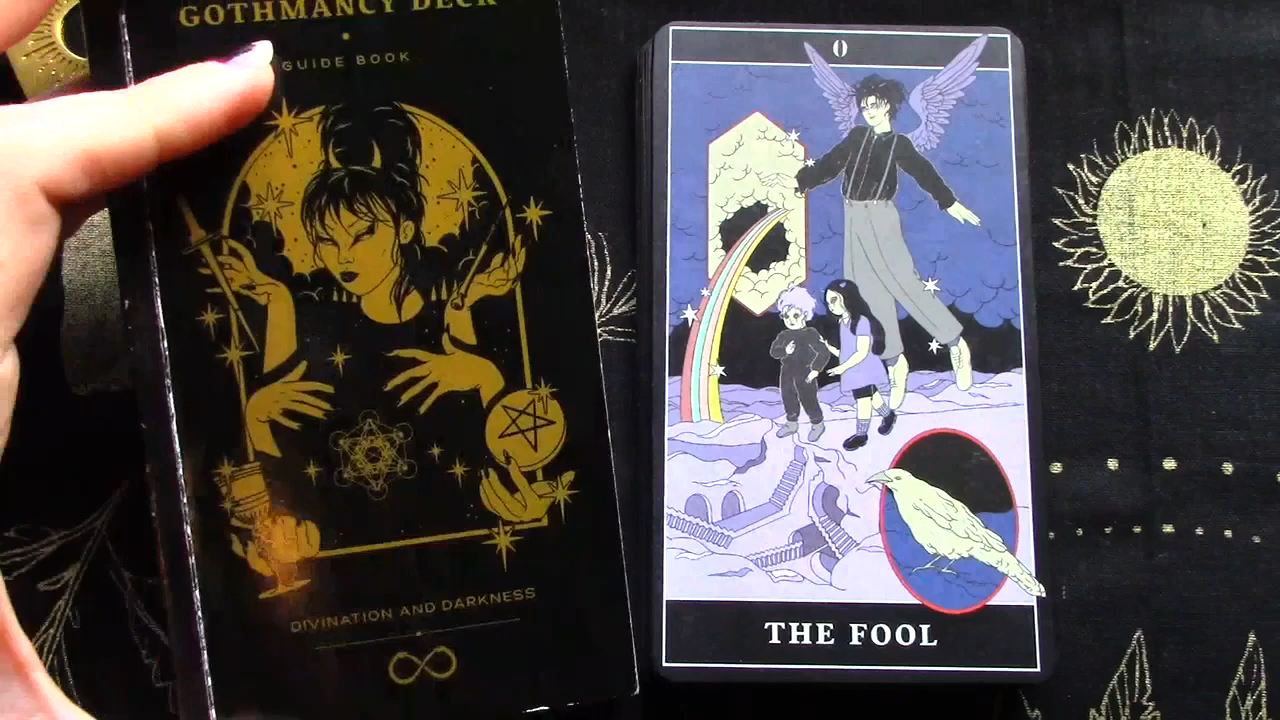 GOTHMANCY DECK
GUIDE BOOK
DIVINATION AND DARKNESS
0
THE FOOL